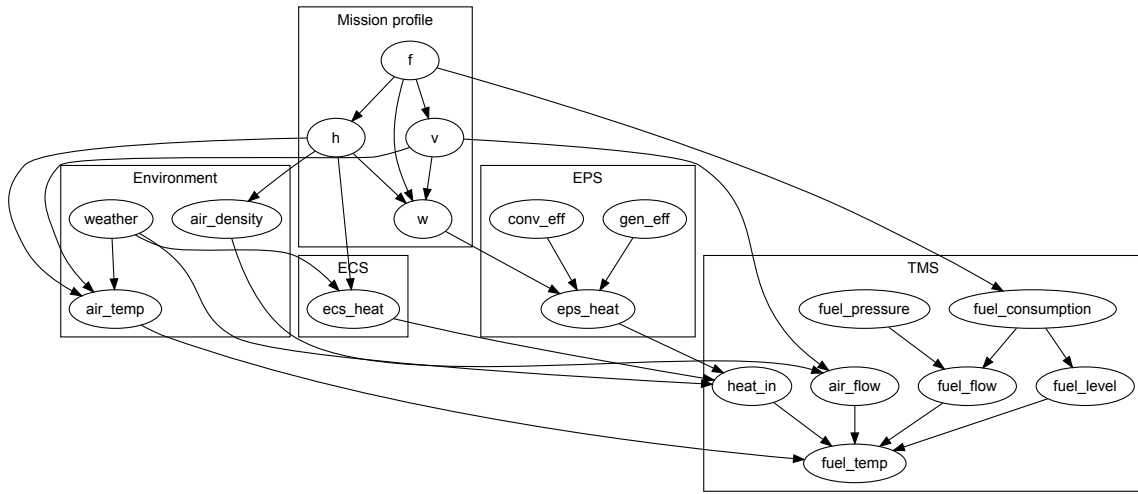 Mission profile
f
h
v
w
Environment
weather
air_density
air_temp
ECS
ecs_heat
EPS
conv_eff
gen_eff
eps_heat
TMS
fuel_pressure
fuel_consumption
heat_in
air_flow
fuel_flow
fuel_level
fuel_temp